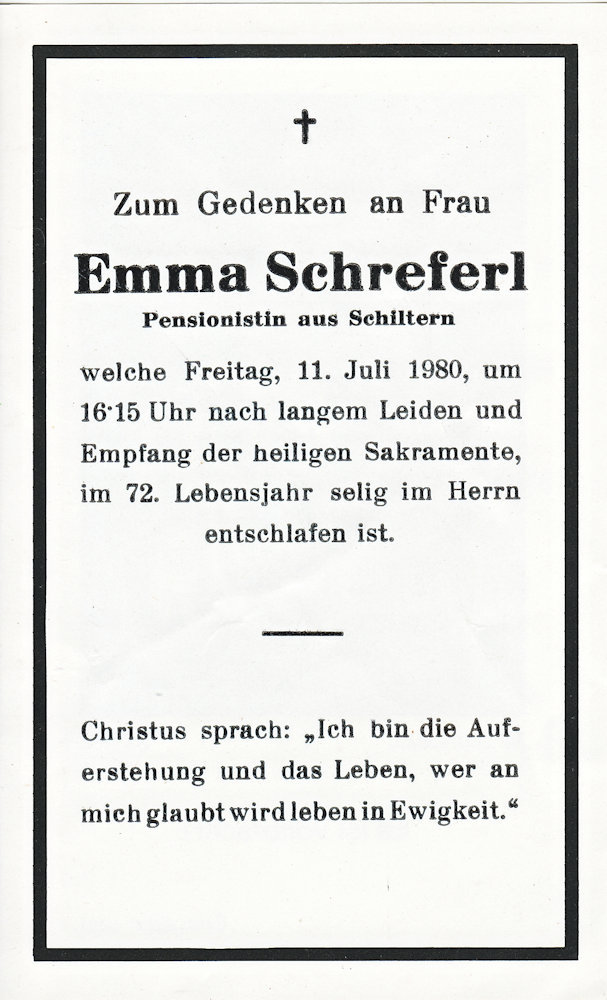 Zum Gedenken an Frau
Emma Schreferl
Pensionistin aus Schiltern
welche Freitag, 11. Juli 1980, um
16·15 Uhr nach langem Leiden und
Empfang der heiligen Sakramente,
im 72. Lebensjahr selig im Herrn
entschlafen ist.
Christus sprach: „Ich bin die Auf-
erstehung und das Leben, wer an
mich glaubt wird leben in Ewigkeit.“